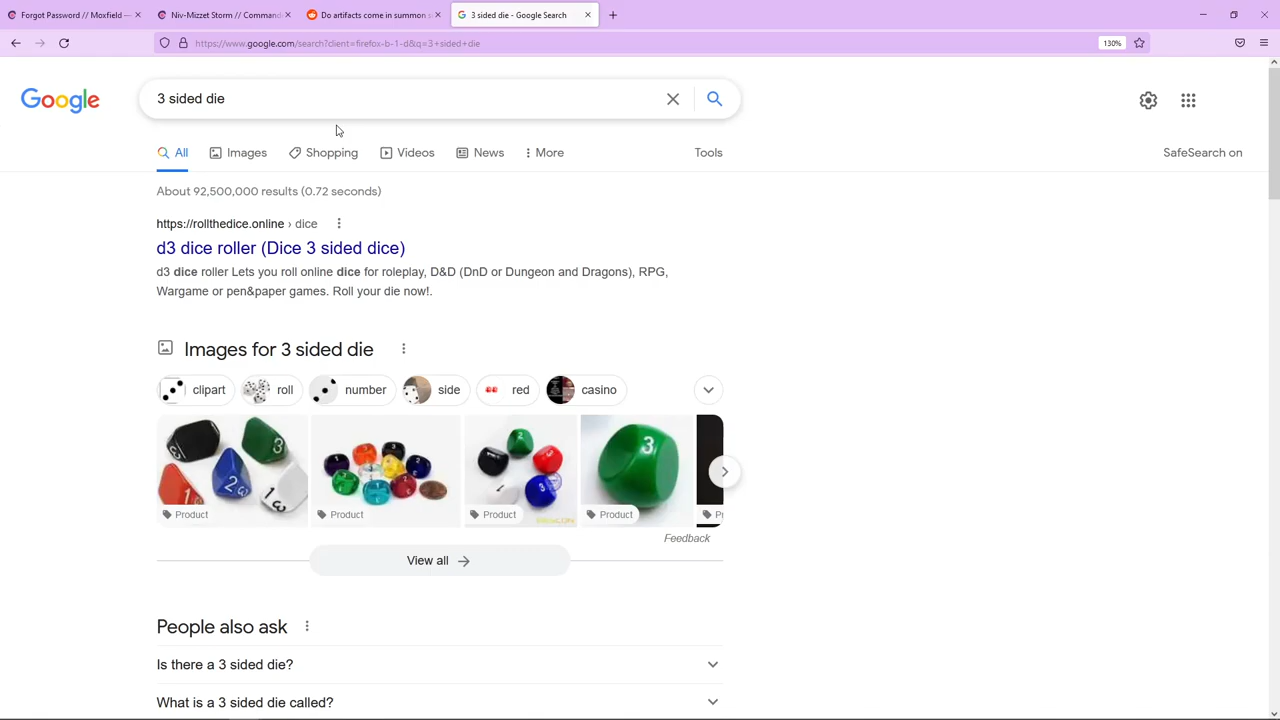 Forgot Password // Moxfield —
Niv-Mizzet Storm // Command
Do artifacts come in summon s
3 sided die - Google Search
https://www.google.com/search?client=firefox-b-1-d&q=3+sided+die
130%
Google
3 sided die
All
Images
Shopping
Videos
News
More
Tools
SafeSearch on
About 92,500,000 results (0.72 seconds)
https://rollthedice.online › dice
d3 dice roller (Dice 3 sided dice)
d3 dice roller Lets you roll online dice for roleplay, D&D (DnD or Dungeon and Dragons), RPG,
Wargame or pen&paper games. Roll your die now!.
Images for 3 sided die
clipart
roll
number
side
red
casino
Product
Product
Product
Product
Pr
Feedback
View all
People also ask
Is there a 3 sided die?
What is a 3 sided die called?